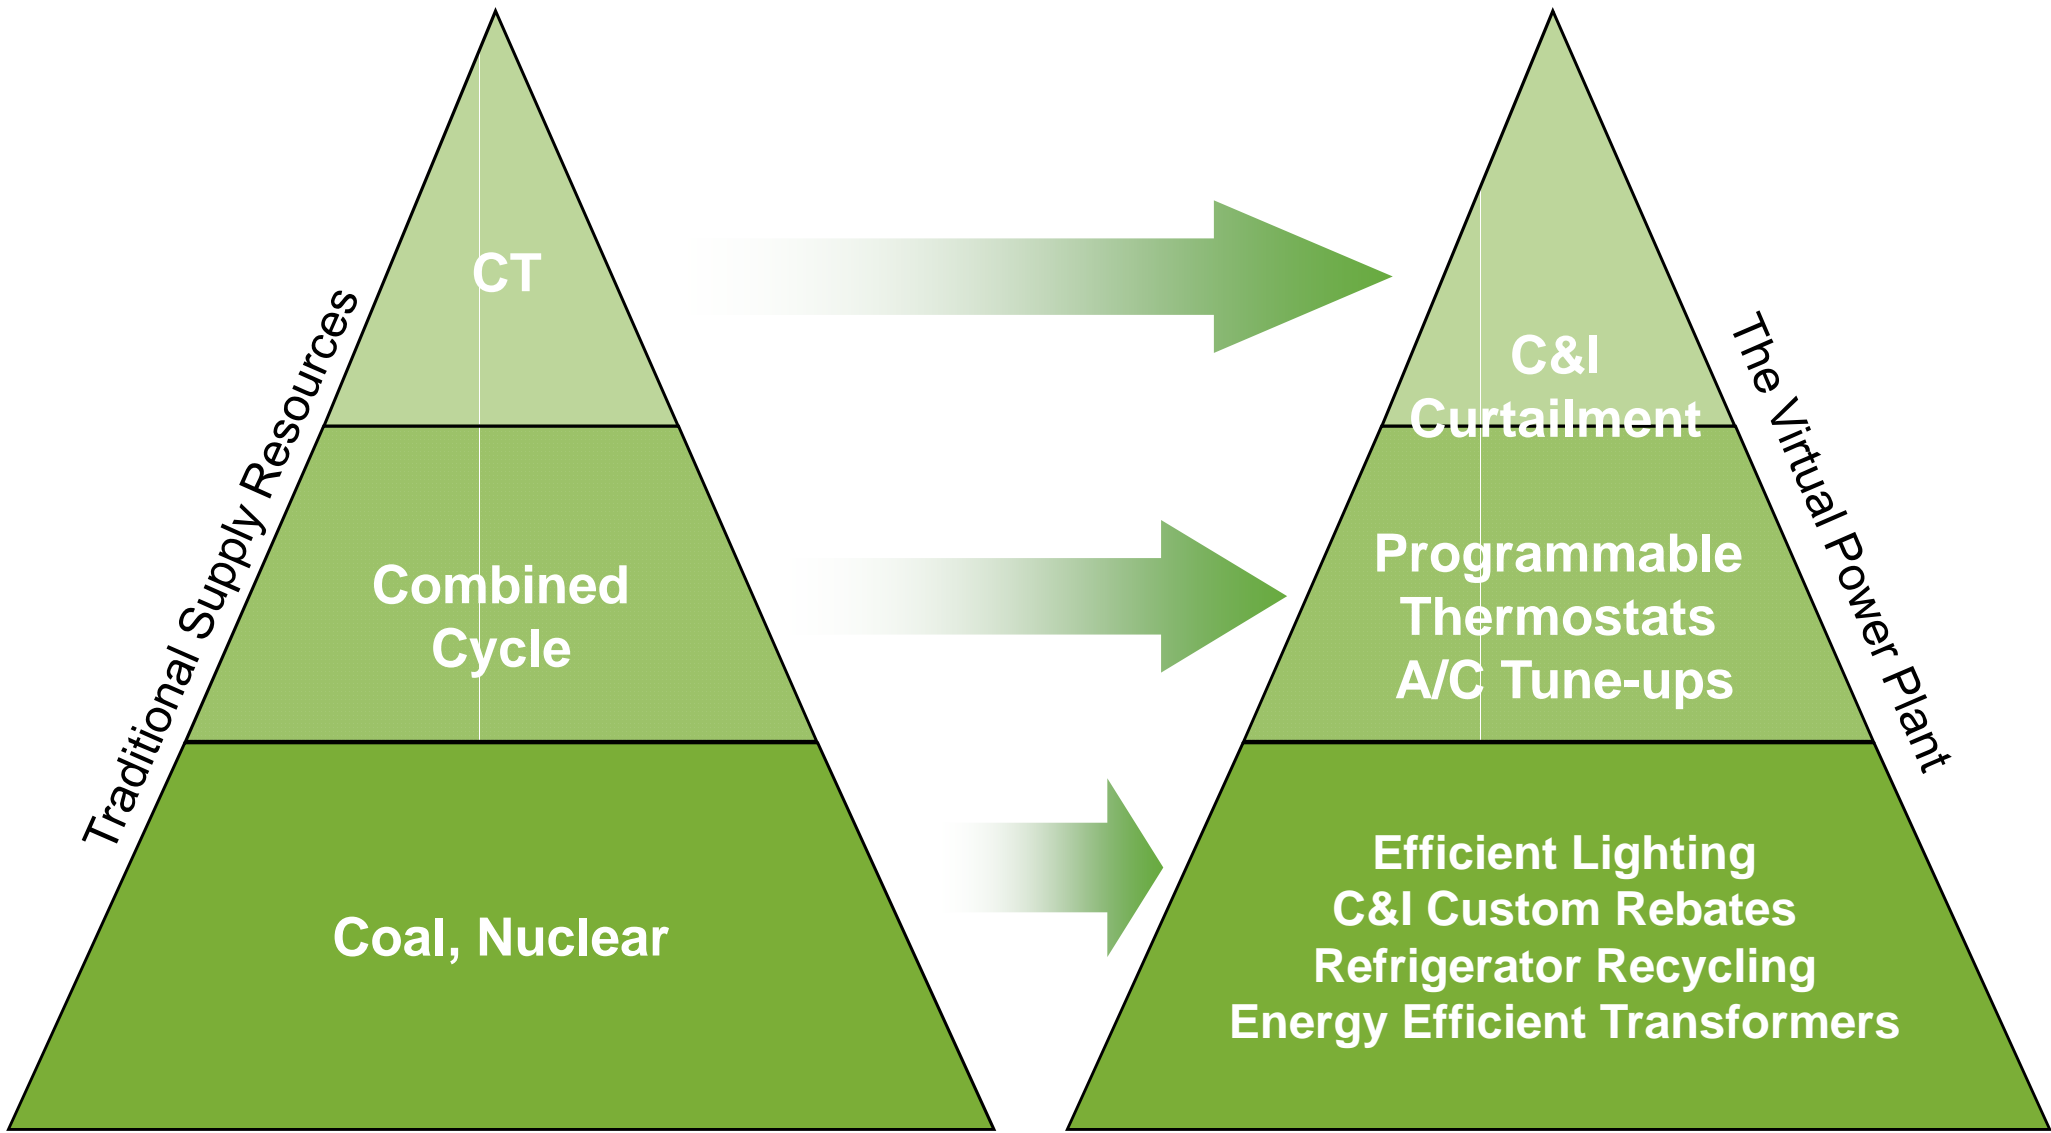 Traditional Supply Resources
CT
Combined
Cycle
Coal, Nuclear
The Virtual Power Plant
C&I
Curtailment
Programmable
Thermostats
A/C Tune-ups
Efficient Lighting
C&I Custom Rebates
Refrigerator Recycling
Energy Efficient Transformers